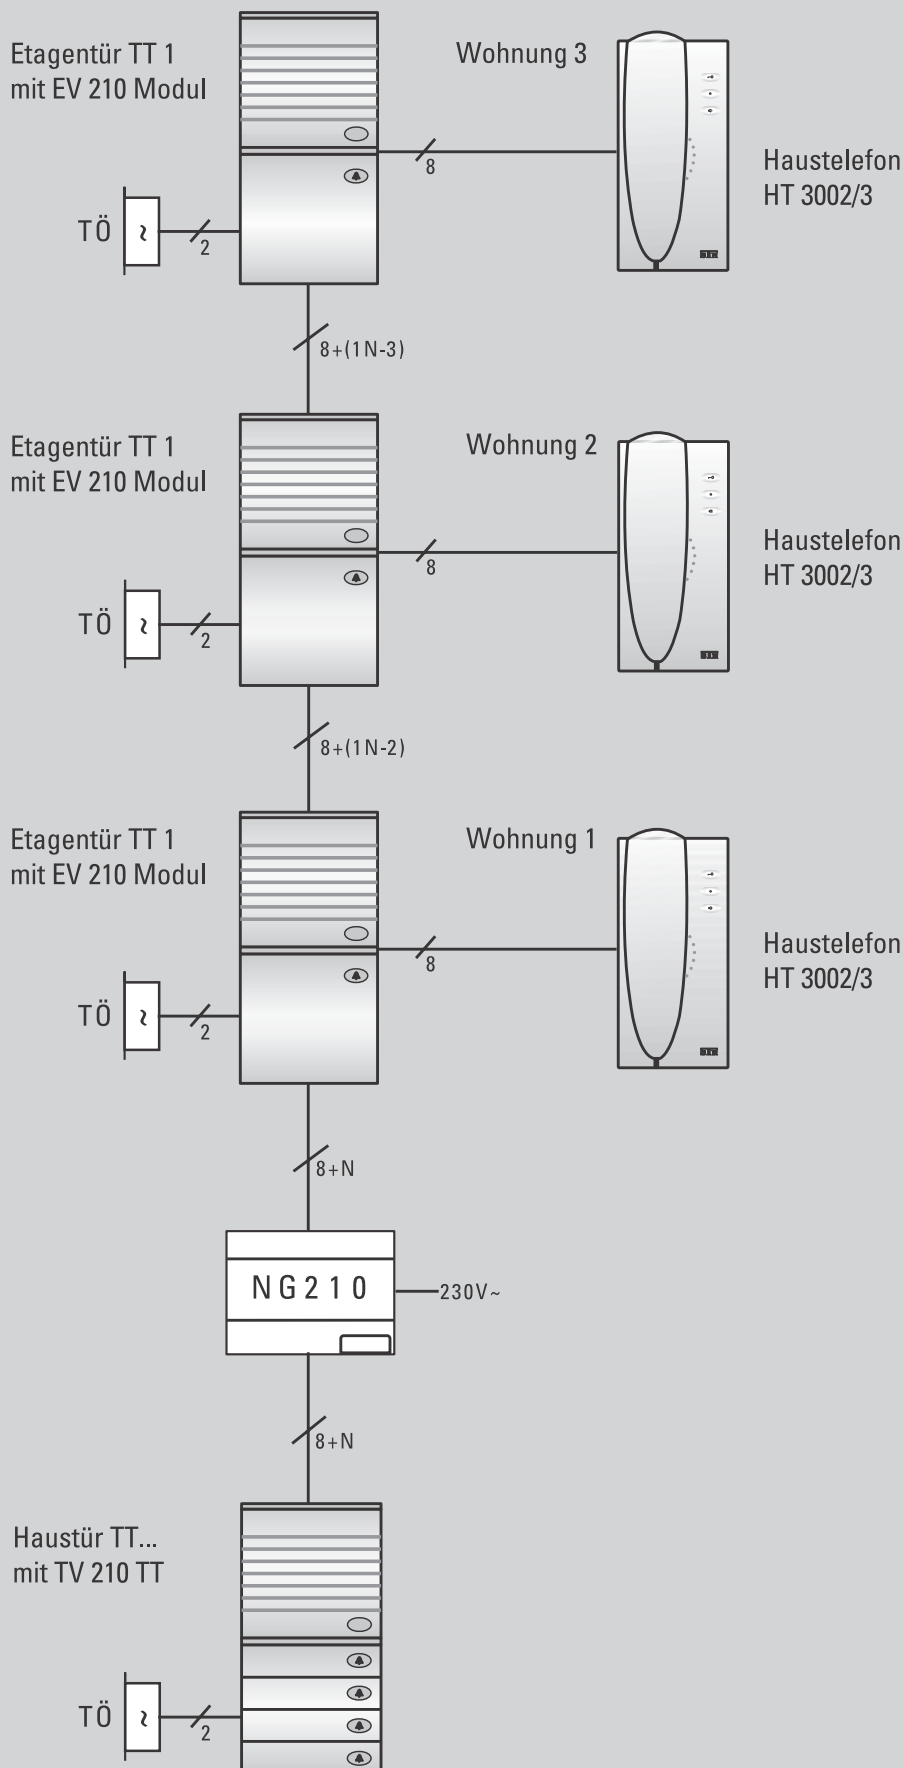 Etagentür TT 1
mit EV 210 Modul
Wohnung 3
8
Haustelefon
HT 3002/3
TÖ
~
2
8+(1N-3)
Etagentür TT 1
mit EV 210 Modul
Wohnung 2
8
Haustelefon
HT 3002/3
TÖ
~
2
8+(1N-2)
Etagentür TT 1
mit EV 210 Modul
Wohnung 1
8
Haustelefon
HT 3002/3
TÖ
~
2
8+N
NG210
230V~
8+N
Haustür TT...
mit TV 210 TT
TÖ
~
2